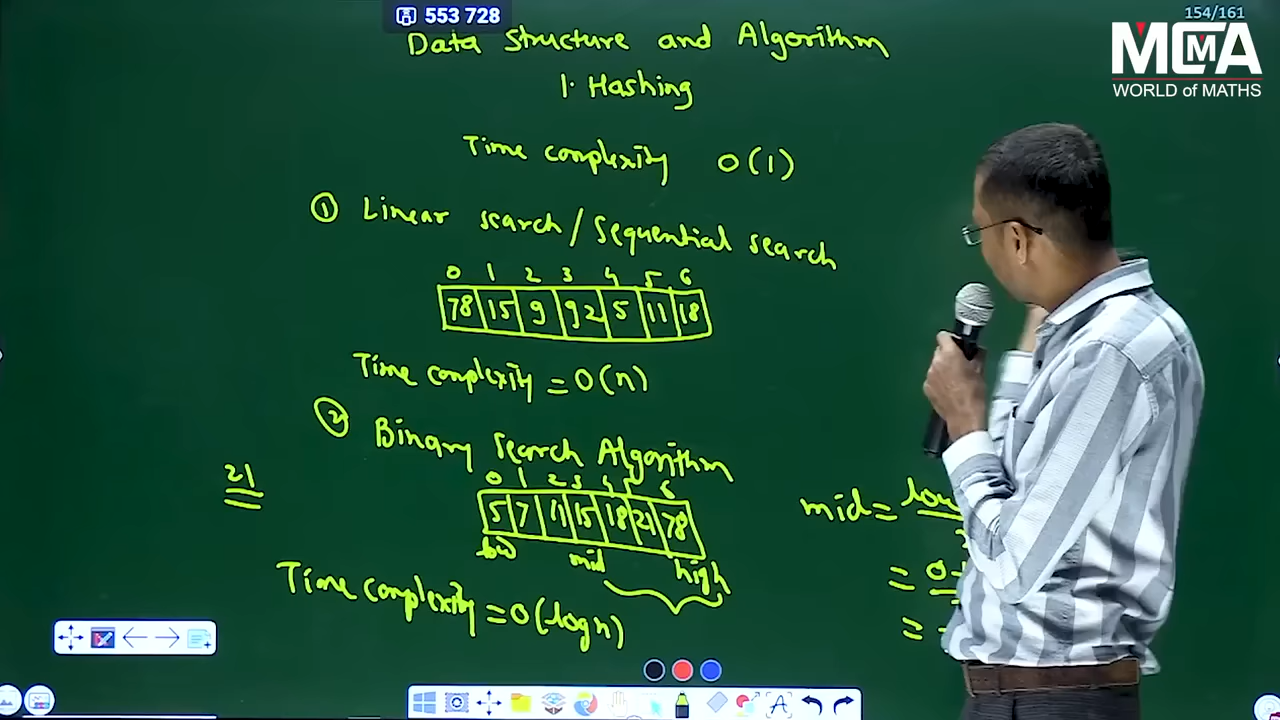 553 728
154/161
MCMA
WORLD of MATHS
Data Structure and Algorithm
1. Hashing
Time complexity O(1)
① Linear search/Sequential search
0 1 2 3 4 5 6
78 15 9 92 5 11 18
Time complexity = O(n)
② Binary Search Algorithm
21
0 1 2 3 4 5 6
5 7 11 15 18 21 78
low mid high
mid =
= 0
=
Time complexity = O(logn)